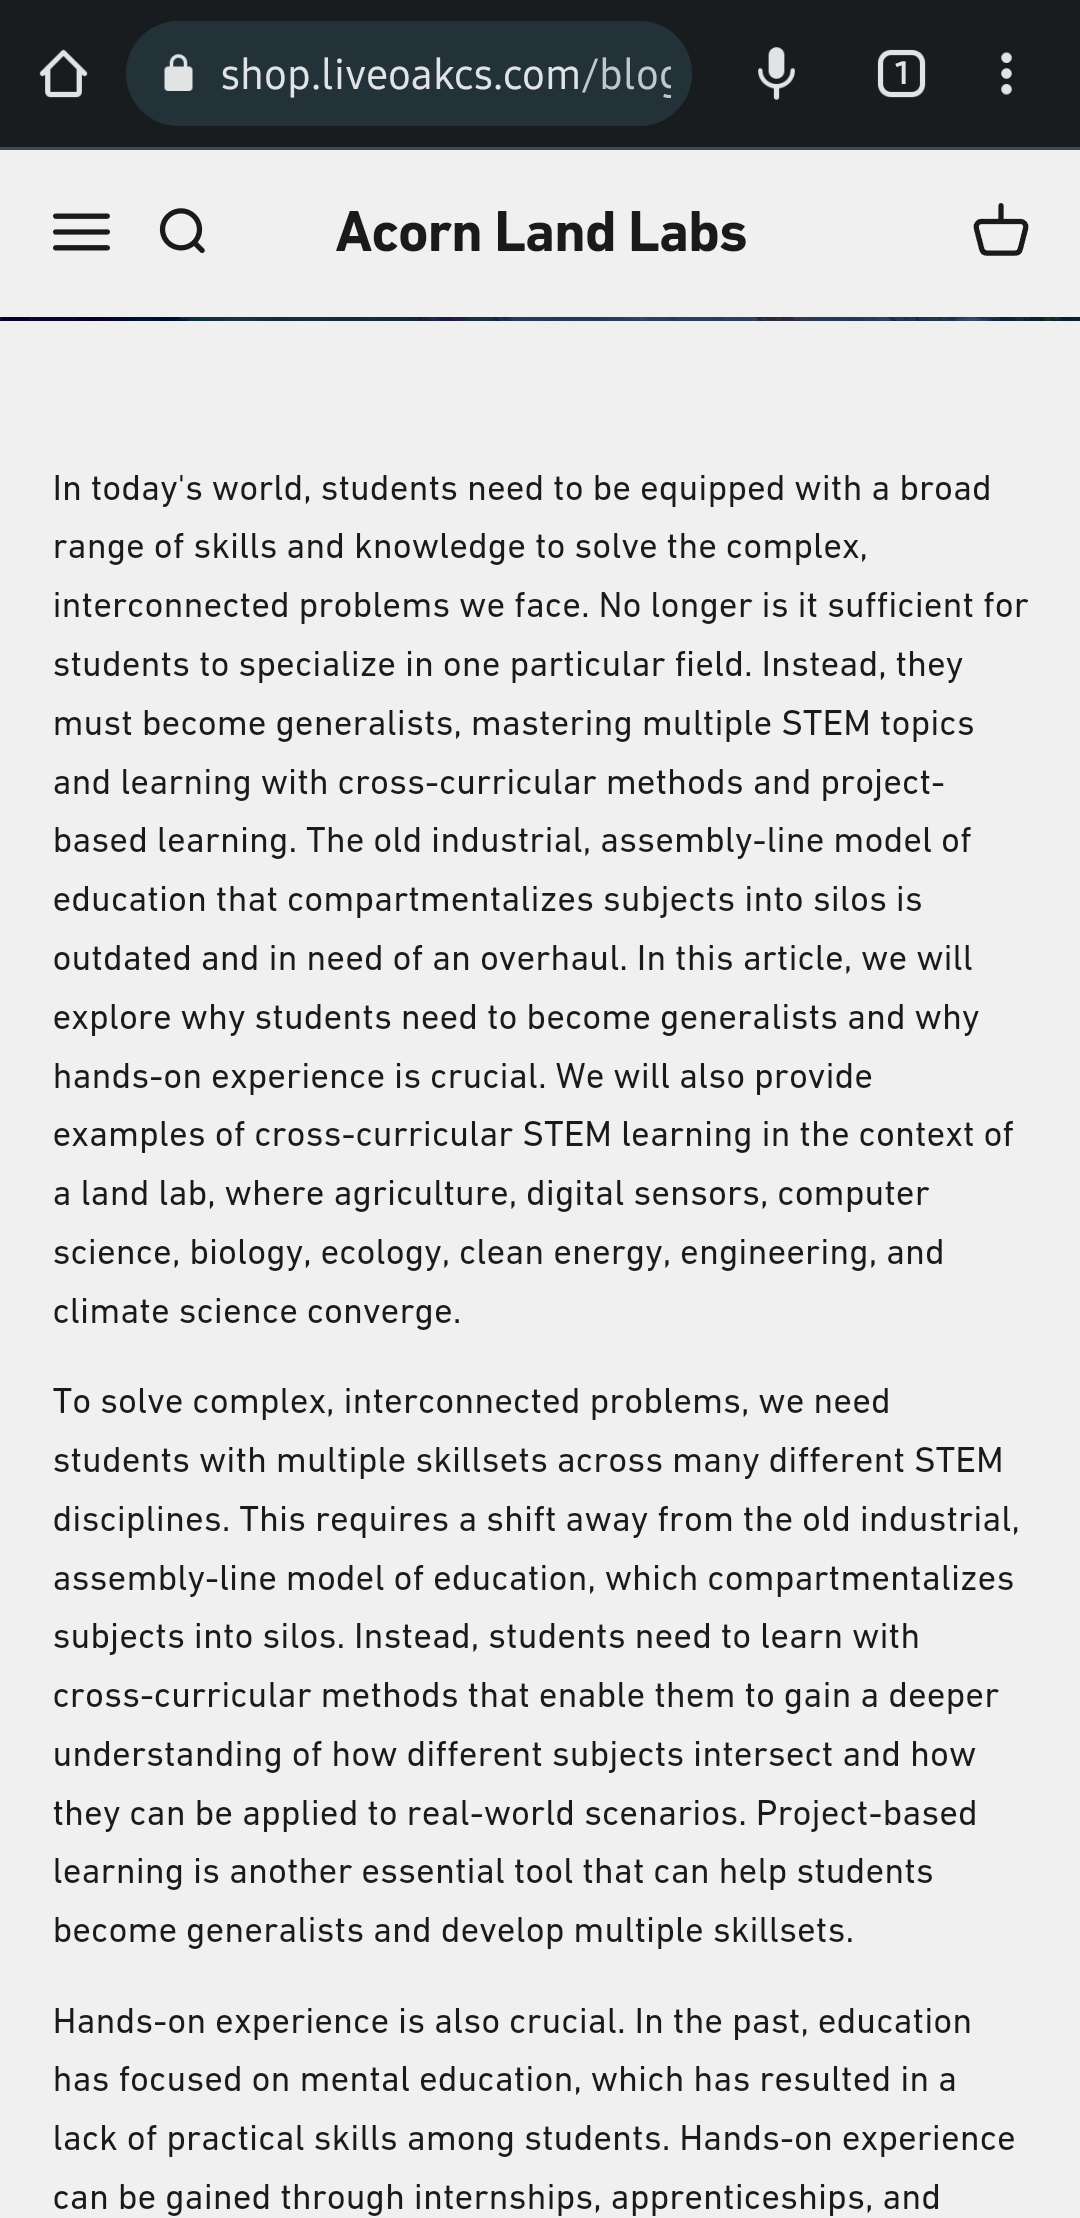 shop.liveoakcs.com/blog
1
Acorn Land Labs
In today's world, students need to be equipped with a broad
range of skills and knowledge to solve the complex,
interconnected problems we face. No longer is it sufficient for
students to specialize in one particular field. Instead, they
must become generalists, mastering multiple STEM topics
and learning with cross-curricular methods and project-
based learning. The old industrial, assembly-line model of
education that compartmentalizes subjects into silos is
outdated and in need of an overhaul. In this article, we will
explore why students need to become generalists and why
hands-on experience is crucial. We will also provide
examples of cross-curricular STEM learning in the context of
a land lab, where agriculture, digital sensors, computer
science, biology, ecology, clean energy, engineering, and
climate science converge.
To solve complex, interconnected problems, we need
students with multiple skillsets across many different STEM
disciplines. This requires a shift away from the old industrial,
assembly-line model of education, which compartmentalizes
subjects into silos. Instead, students need to learn with
cross-curricular methods that enable them to gain a deeper
understanding of how different subjects intersect and how
they can be applied to real-world scenarios. Project-based
learning is another essential tool that can help students
become generalists and develop multiple skillsets.
Hands-on experience is also crucial. In the past, education
has focused on mental education, which has resulted in a
lack of practical skills among students. Hands-on experience
can be gained through internships, apprenticeships, and